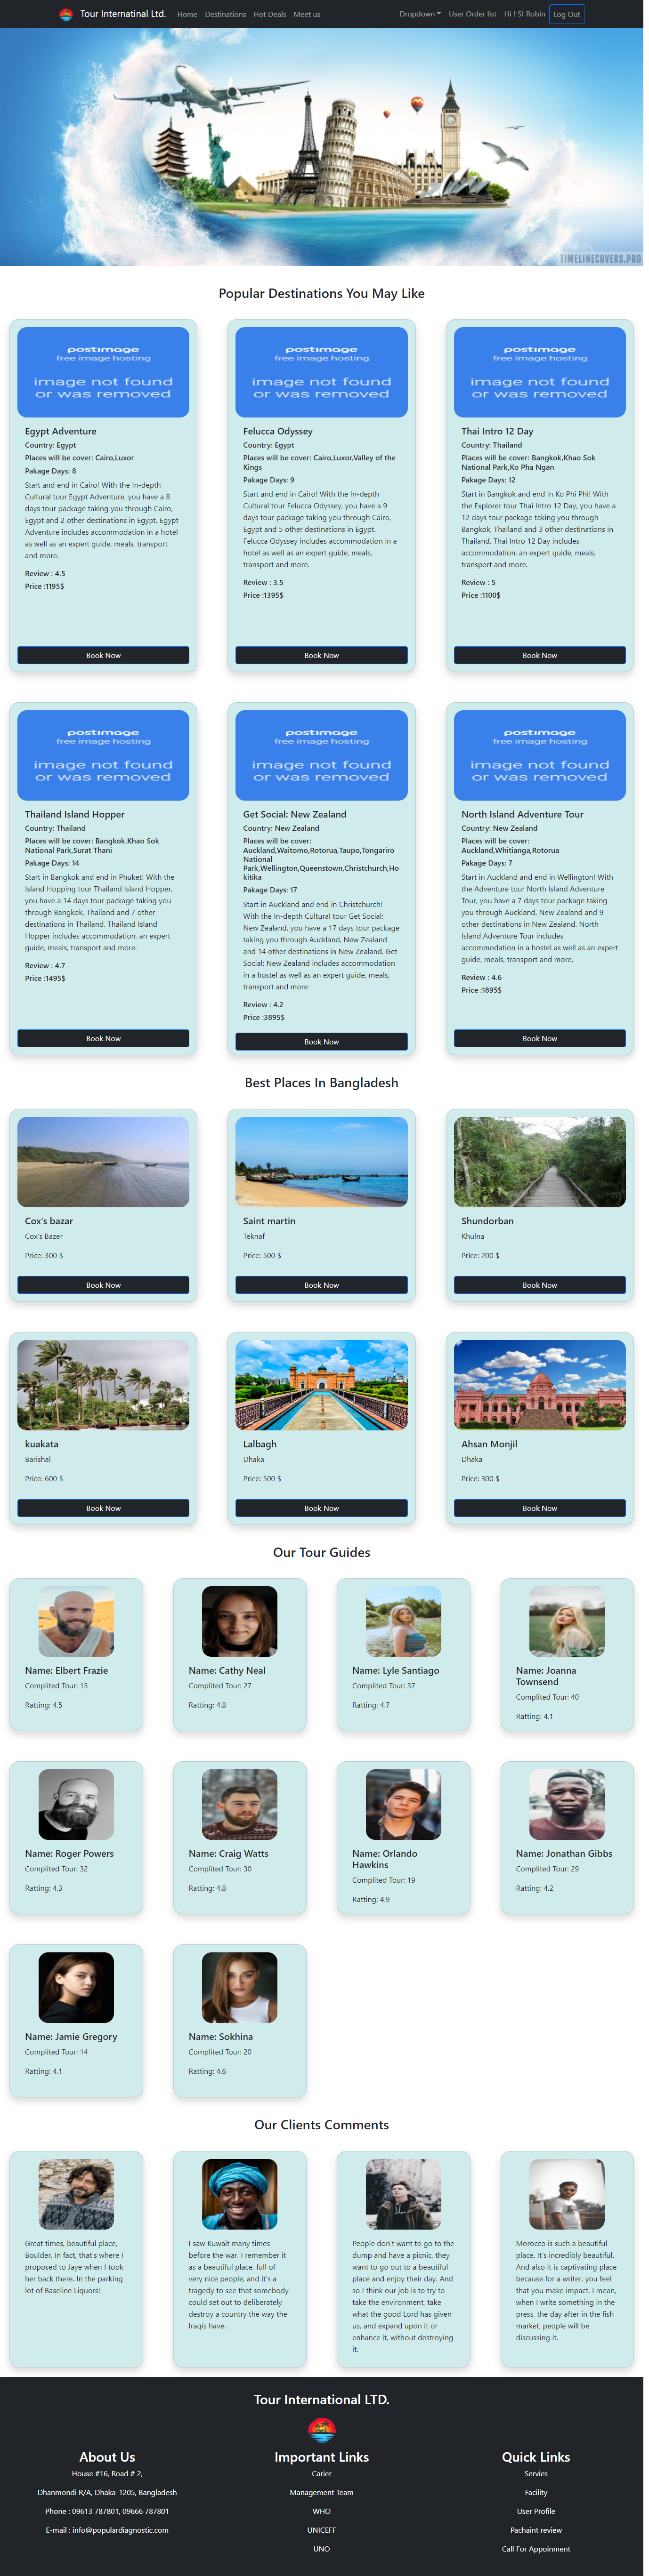 Tour Internatinal Ltd. Home Destinations Hot Deals Meet us Dropdown User Order list Hi ! Sf Robin Log Out
TIMELINECOVERS.PRO
Popular Destinations You May Like
postimage
free image hosting
image not found
or was removed
Egypt Adventure
Country: Egypt
Places will be cover: Cairo,Luxor
Pakage Days: 8
Start and end in Cairo! With the In-depth
Cultural tour Egypt Adventure, you have a 8
days tour package taking you through Cairo,
Egypt and 2 other destinations in Egypt. Egypt
Adventure includes accommodation in a hotel
as well as an expert guide, meals, transport
and more.
Review : 4.5
Price :1195$
Book Now
postimage
free image hosting
image not found
or was removed
Felucca Odyssey
Country: Egypt
Places will be cover: Cairo,Luxor,Valley of the
Kings
Pakage Days: 9
Start and end in Cairo! With the In-depth
Cultural tour Felucca Odyssey, you have a 9
days tour package taking you through Cairo,
Egypt and 5 other destinations in Egypt.
Felucca Odyssey includes accommodation in a
hotel as well as an expert guide, meals,
transport and more.
Review : 3.5
Price :1395$
Book Now
postimage
free image hosting
image not found
or was removed
Thai Intro 12 Day
Country: Thailand
Places will be cover: Bangkok,Khao Sok
National Park,Ko Pha Ngan
Pakage Days: 12
Start in Bangkok and end in Ko Phi Phi! With
the Explorer tour Thai Intro 12 Day, you have a
12 days tour package taking you through
Bangkok, Thailand and 3 other destinations in
Thailand. Thai Intro 12 Day includes
accommodation, an expert guide, meals,
transport and more.
Review : 5
Price :1100$
Book Now
postimage
free image hosting
image not found
or was removed
Thailand Island Hopper
Country: Thailand
Places will be cover: Bangkok,Khao Sok
National Park,Surat Thani
Pakage Days: 14
Start in Bangkok and end in Phuket! With the
Island Hopping tour Thailand Island Hopper,
you have a 14 days tour package taking you
through Bangkok, Thailand and 7 other
destinations in Thailand. Thailand Island
Hopper includes accommodation, an expert
guide, meals, transport and more.
Review : 4.7
Price :1495$
Book Now
postimage
free image hosting
image not found
or was removed
Get Social: New Zealand
Country: New Zealand
Places will be cover:
Auckland,Waitomo,Rotorua,Taupo,Tongariro
National
Park,Wellington,Queenstown,Christchurch,Ho
kitika
Pakage Days: 17
Start in Auckland and end in Christchurch!
With the In-depth Cultural tour Get Social:
New Zealand, you have a 17 days tour package
taking you through Auckland, New Zealand
and 14 other destinations in New Zealand. Get
Social: New Zealand includes accommodation
in a hostel as well as an expert guide, meals,
transport and more
Review : 4.2
Price :3895$
Book Now
postimage
free image hosting
image not found
or was removed
North Island Adventure Tour
Country: New Zealand
Places will be cover:
Auckland,Whitianga,Rotorua
Pakage Days: 7
Start in Auckland and end in Wellington! With
the Adventure tour North Island Adventure
Tour, you have a 7 days tour package taking
you through Auckland, New Zealand and 9
other destinations in New Zealand. North
Island Adventure Tour includes
accommodation in a hostel as well as an expert
guide, meals, transport and more.
Review : 4.6
Price :1895$
Book Now
Best Places In Bangladesh
Cox's bazar
Cox's Bazer
Price: 300 $
Book Now
Saint martin
Teknaf
Price: 500 $
Book Now
Shundorban
Khulna
Price: 200 $
Book Now
kuakata
Barishal
Price: 600 $
Book Now
Lalbagh
Dhaka
Price: 500 $
Book Now
Ahsan Monjil
Dhaka
Price: 300 $
Book Now
Our Tour Guides
Name: Elbert Frazie
Complited Tour: 15
Ratting: 4.5
Name: Cathy Neal
Complited Tour: 27
Ratting: 4.8
Name: Lyle Santiago
Complited Tour: 37
Ratting: 4.7
Name: Joanna
Townsend
Complited Tour: 40
Ratting: 4.1
Name: Roger Powers
Complited Tour: 32
Ratting: 4.3
Name: Craig Watts
Complited Tour: 30
Ratting: 4.8
Name: Orlando
Hawkins
Complited Tour: 19
Ratting: 4.9
Name: Jonathan Gibbs
Complited Tour: 29
Ratting: 4.2
Name: Jamie Gregory
Complited Tour: 14
Ratting: 4.1
Name: Sokhina
Complited Tour: 20
Ratting: 4.6
Our Clients Comments
Great times, beautiful place,
Boulder. In fact, that's where I
proposed to Jaye when I took
her back there. In the parking
lot of Baseline Liquors!
I saw Kuwait many times
before the war. I remember it
as a beautiful place, full of
very nice people, and it's a
tragedy to see that somebody
could set out to deliberately
destroy a country the way the
Iraqis have.
People don't want to go to the
dump and have a picnic, they
want to go out to a beautiful
place and enjoy their day. And
so I think our job is to try to
take the environment, take
what the good Lord has given
us, and expand upon it or
enhance it, without destroying
it.
Morocco is such a beautiful
place. It's incredibly beautiful.
And also it is captivating place
because for a writer, you feel
that you make impact. I mean,
when I write something in the
press, the day after in the fish
market, people will be
discussing it.
Tour International LTD.
About Us
House #16, Road # 2,
Dhanmondi R/A, Dhaka-1205, Bangladesh
Phone : 09613 787801, 09666 787801
E-mail : info@populardiagnostic.com
Important Links
Carier
Management Team
WHO
UNICEFF
UNO
Quick Links
Servies
Facility
User Profile
Pachaint review
Call For Appoinment